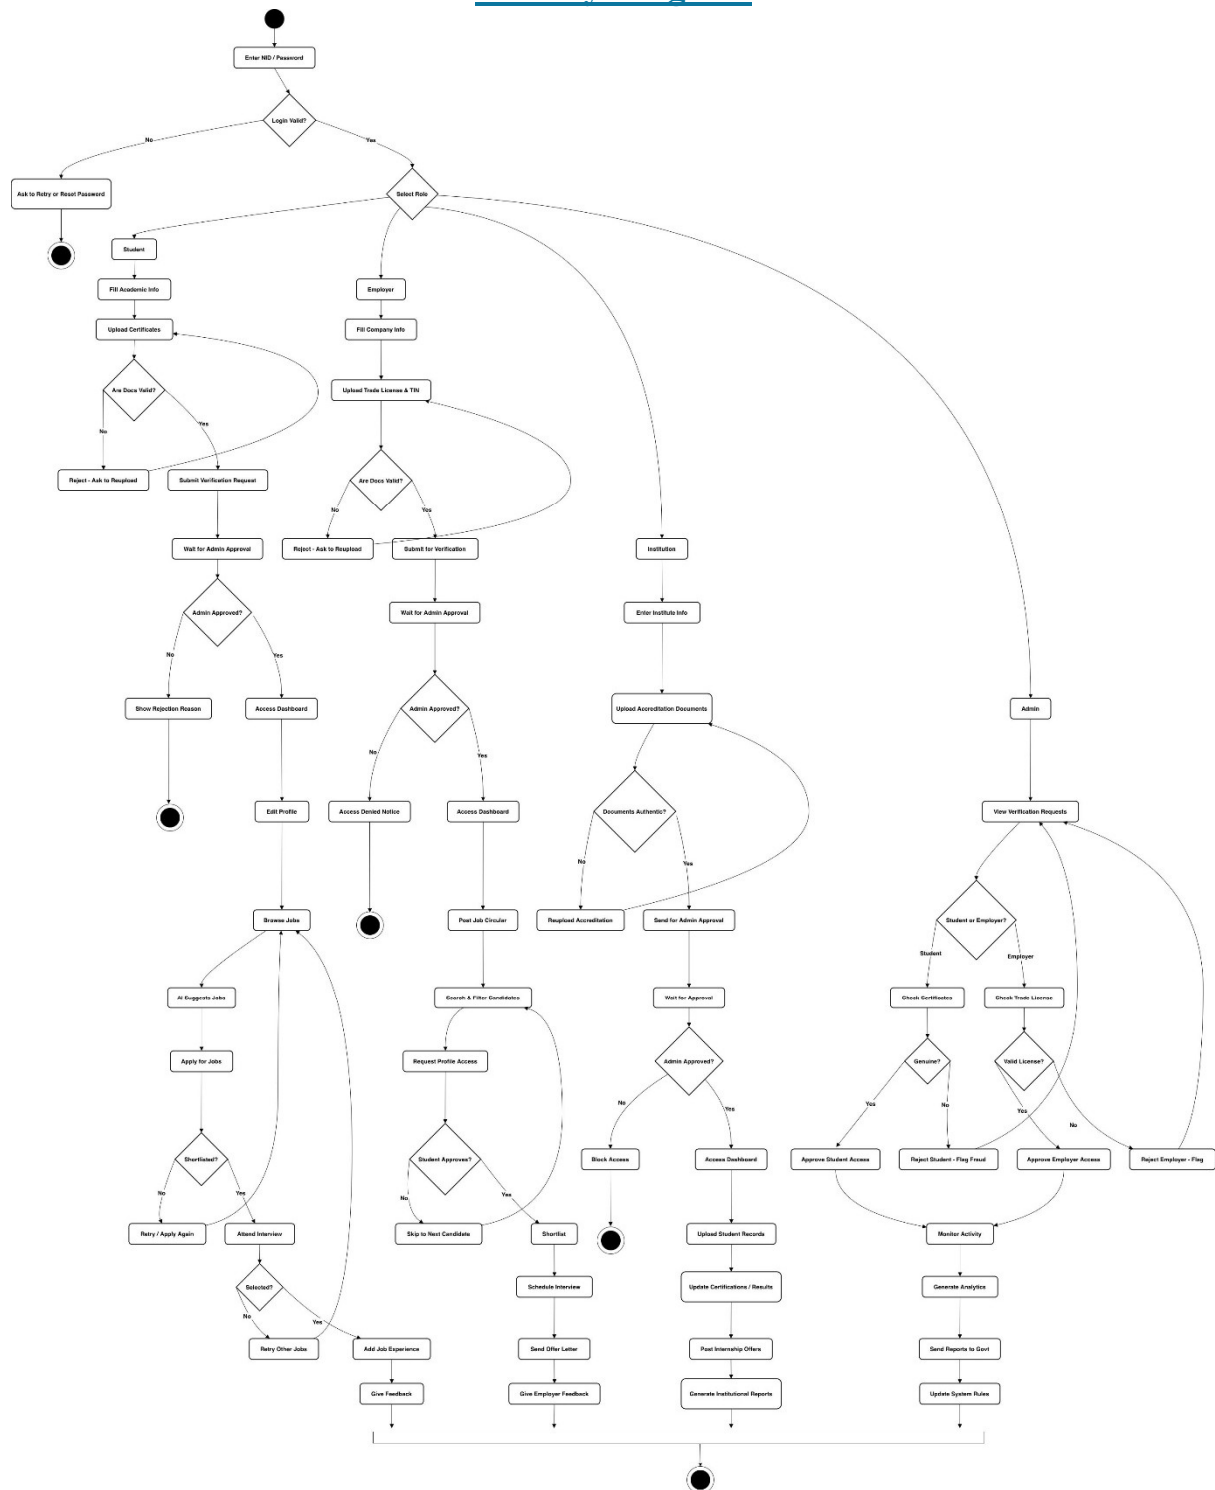 Enter NID / Password
Login Valid?
No
Yes
Ask to Retry or Reset Password
Select Role
Student
Fill Academic Info
Employer
Upload Certificates
Fill Company Info
Are Docs Valid?
Upload Trade License & TIN
No
Yes
Reject - Ask to Reupload
Submit Verification Request
Are Docs Valid?
No
Yes
Wait for Admin Approval
Reject - Ask to Reupload
Submit for Verification
Institution
Admin Approved?
Wait for Admin Approval
Enter Institute Info
No
Yes
Show Rejection Reason
Access Dashboard
Admin Approved?
Upload Accreditation Documents
Admin
No
Yes
Edit Profile
Access Denied Notice
Access Dashboard
Documents Authentic?
View Verification Requests
No
Yes
Browse Jobs
Post Job Circular
Reupload Accreditation
Send for Admin Approval
Student or Employer?
Student
Employer
AI Suggests Jobs
Search & Filter Candidates
Wait for Approval
Check Certificates
Check Trade License
Apply for Jobs
Request Profile Access
Admin Approved?
Genuine?
Valid License?
No
Yes
Yes
No
Yes
No
Shortlisted?
Student Approves?
Block Access
Access Dashboard
Approve Student Access
Reject Student - Flag Fraud
Approve Employer Access
Reject Employer - Flag
No
Yes
No
Yes
Retry / Apply Again
Attend Interview
Skip to Next Candidate
Shortlist
Upload Student Records
Monitor Activity
Selected?
Schedule Interview
Update Certifications / Results
Generate Analytics
No
Yes
Retry Other Jobs
Add Job Experience
Send Offer Letter
Post Internship Offers
Send Reports to Govt
Give Feedback
Give Employer Feedback
Generate Institutional Reports
Update System Rules